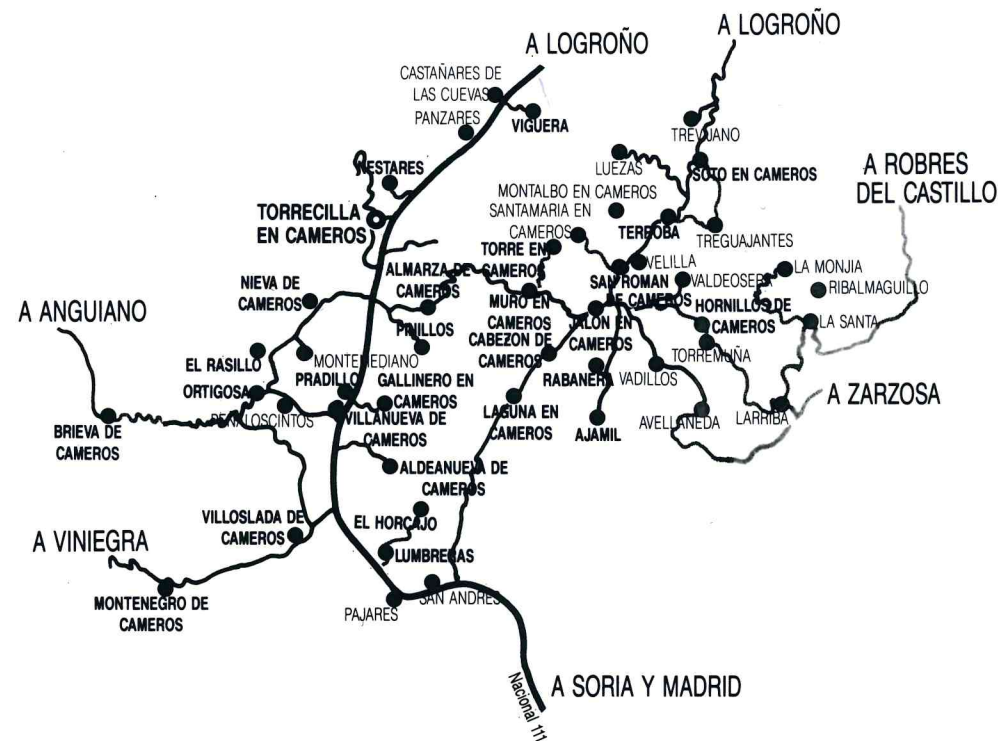 A LOGROÑO
A LOGROÑO
CASTAÑARES DE
LAS CUEVAS
PANZARES
VIGUERA
TREVIJANO
LUEZAS
SOTO EN CAMEROS
A ROBRES
DEL CASTILLO
NESTARES
MONTALBO EN CAMEROS
SANTAMARIA EN
CAMEROS
TORRECILLA
EN CAMEROS
TERROBA
TREGUAJANTES
TORRE EN
CAMEROS
VELILLA
ALMARZA DE
CAMEROS
SAN ROMAN
DE CAMEROS
VALDEOSERA
LA MONJIA
RIBALMAGUILLO
NIEVA DE
CAMEROS
MURO EN
CAMEROS
HORNILLOS DE
CAMEROS
A ANGUIANO
PINILLOS
JALON EN
CAMEROS
LA SANTA
CABEZON DE
CAMEROS
TORREMUÑA
EL RASILLO
MONTEMEDIANO
RABANERA
VADILLOS
PRADILLO
GALLINERO EN
CAMEROS
ORTIGOSA
A ZARZOSA
PEÑALOSCINTOS
VILLANUEVA DE
CAMEROS
LAGUNA EN
CAMEROS
AJAMIL
AVELLANEDA
LARRIBA
BRIEVA DE
CAMEROS
ALDEANUEVA DE
CAMEROS
VILLOSLADA DE
CAMEROS
EL HORCAJO
A VINIEGRA
LUMBRERAS
MONTENEGRO DE
CAMEROS
PAJARES
SAN ANDRES
A SORIA Y MADRID
Nacional 111